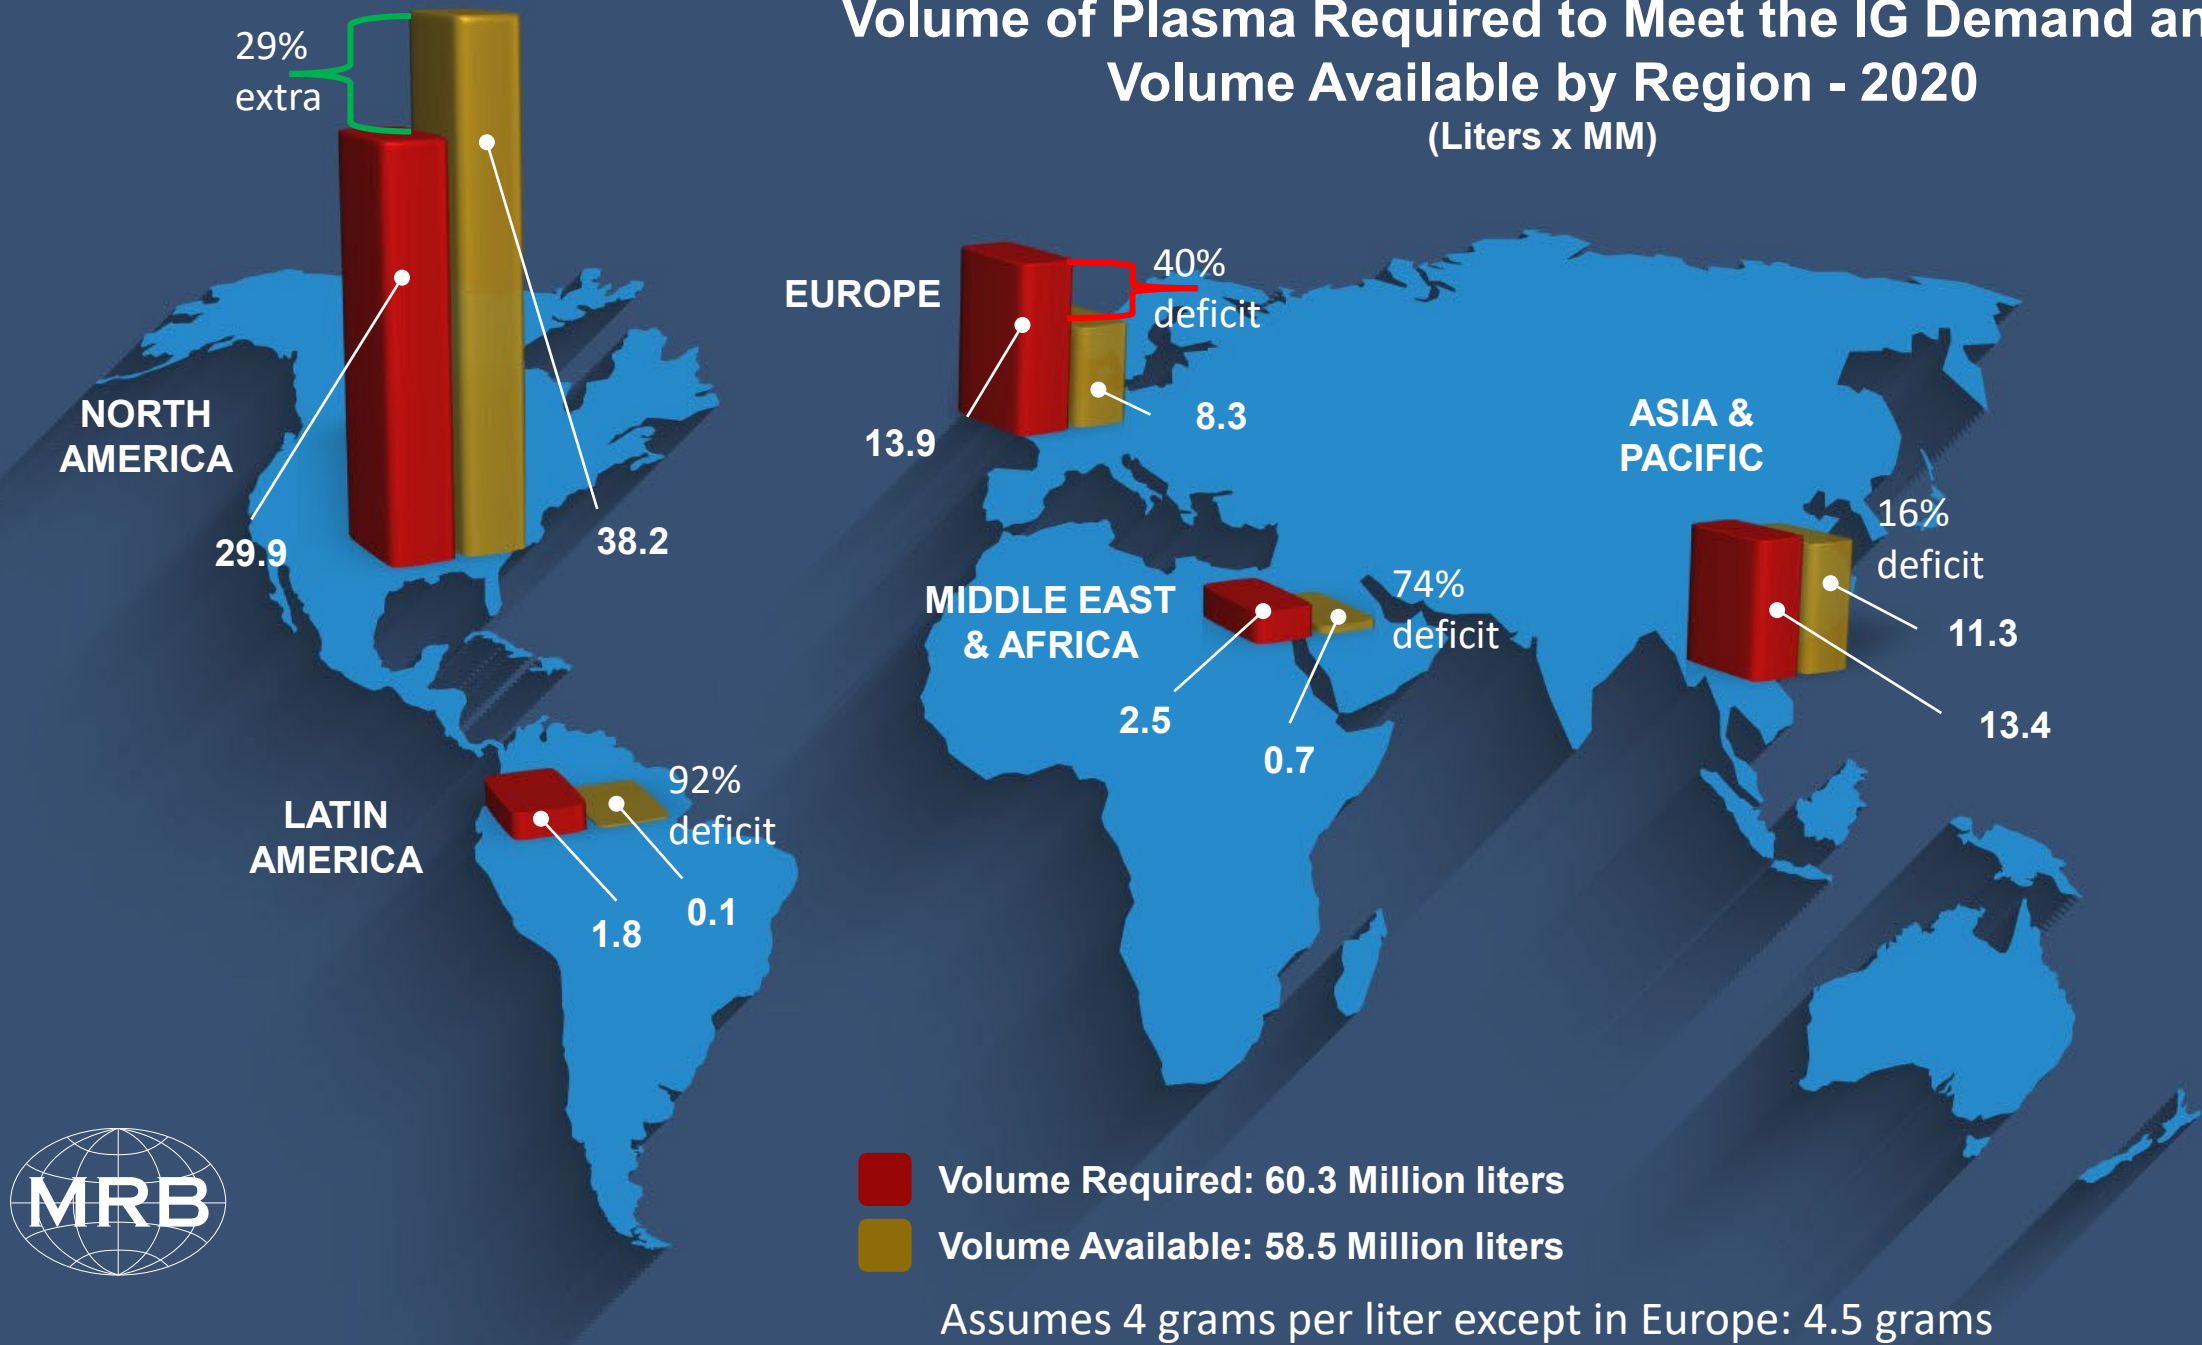 Volume of Plasma Required to Meet the IG Demand an
Volume Available by Region - 2020
(Liters x MM)
29%
extra
NORTH
AMERICA
29.9
38.2
EUROPE
40%
deficit
13.9
8.3
ASIA &
PACIFIC
16%
deficit
11.3
13.4
MIDDLE EAST
& AFRICA
74%
deficit
2.5
0.7
LATIN
AMERICA
92%
deficit
1.8
0.1
MRB
Volume Required: 60.3 Million liters
Volume Available: 58.5 Million liters
Assumes 4 grams per liter except in Europe: 4.5 grams